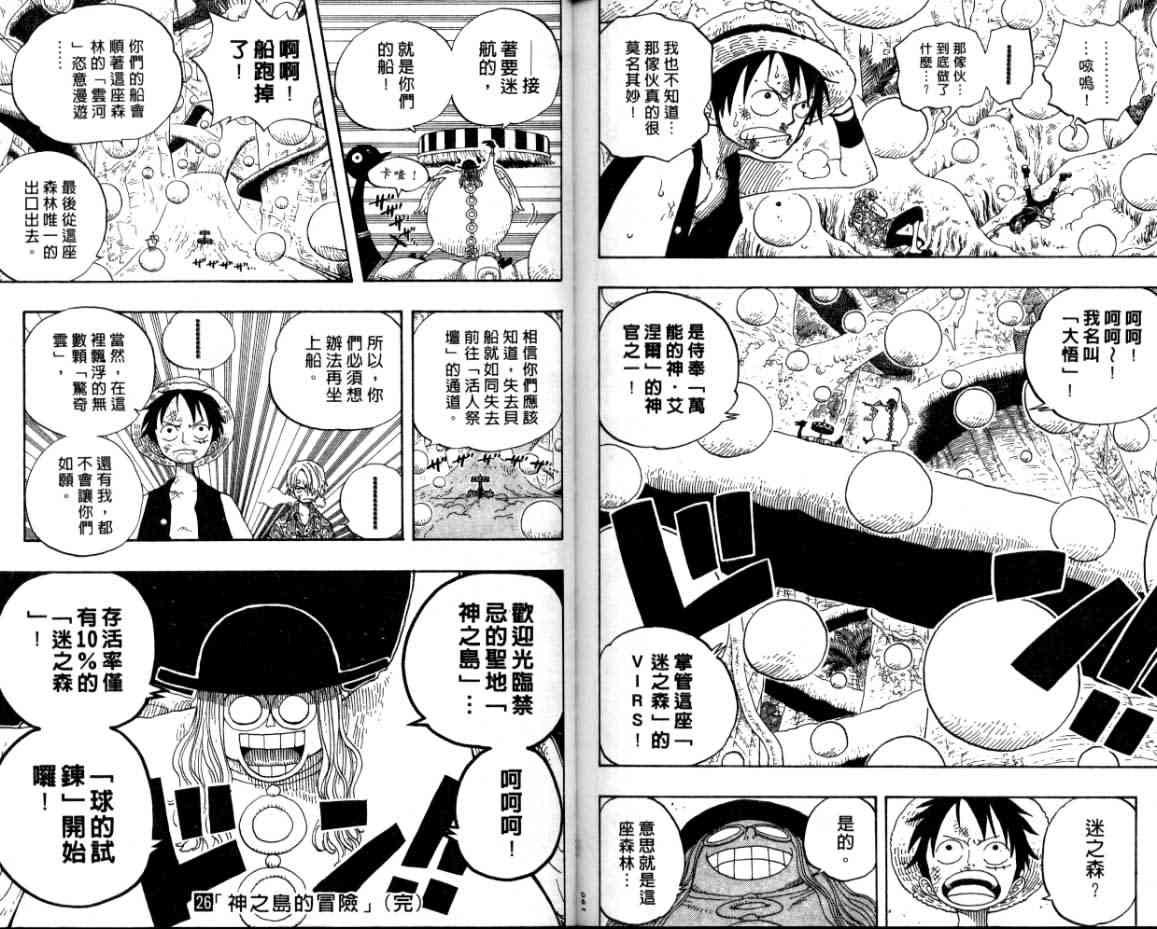 …哚嗚！
…
那傢伙…
到底做了
什麼…？
我也不知道…
那傢伙真的很
莫名其妙！
呵呵！
呵呵～！
我名叫
「大悟」！
是侍奉「萬
能的神・艾
涅爾」的神
官之一！
ドドン
掌管這座「
迷之森」的
VIRS！
迷之森？
是的。
意思就是這
座森林…
──接
著要迷
航的，
就是你們
的船！
卡嗆！
啊啊！
船跑掉
了！
你們的船會
順著這座森
林的「雲河
」恣意漫遊
……
最後從這座
森林唯一的
出口出去。
相信你們應該
知道，失去貝
船就如同失去
前往「活人祭
壇」的通道。
所以，你
們必須想
辦法再坐
上船。
當然，在這
裡飄浮的無
數顆「驚奇
雲」，
還有我，都
不會讓你們
如願。
歡迎光臨禁
忌的聖地「
神之島」…
呵呵呵
！
存活率僅
有10%的
「迷之森
」！
「球的試
鍊」開始
囉！
26「神之島的冒險」（完）